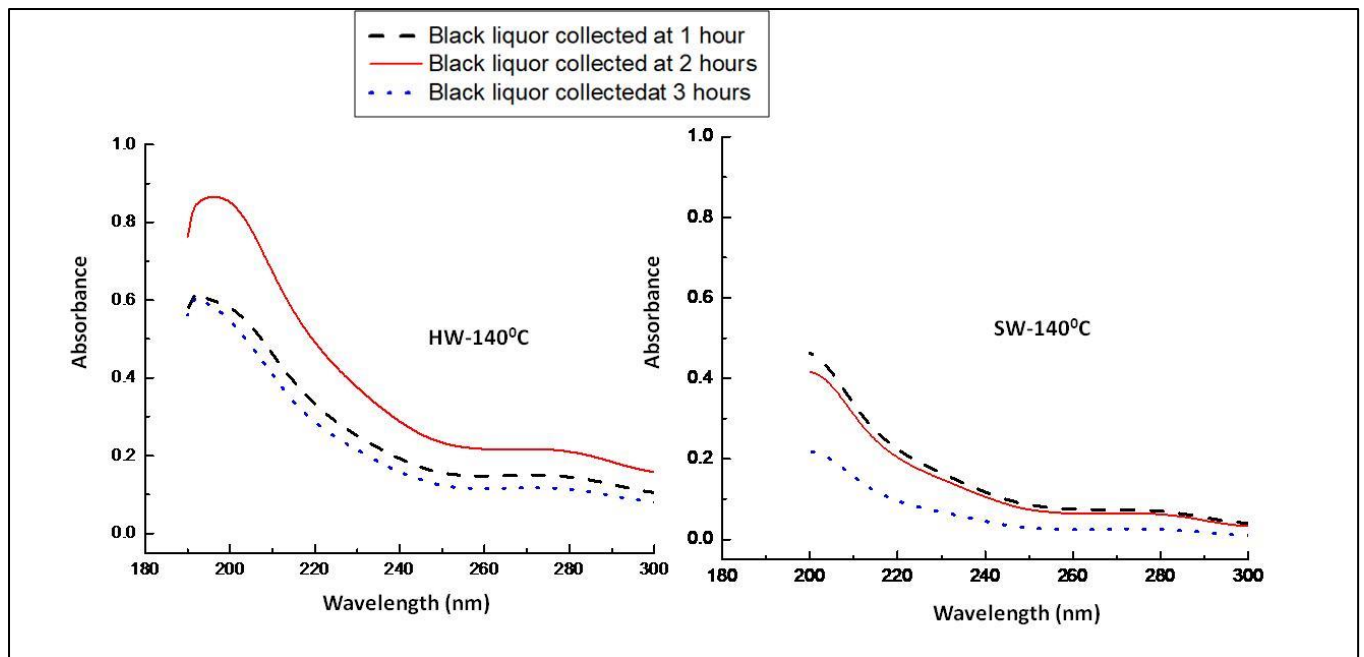 Black liquor collected at 1 hour
Black liquor collected at 2 hours
Black liquor collectedat 3 hours
1.0
0.8
0.6
0.4
0.2
0.0
Absorbance
HW-140⁰C
180 200 220 240 260 280 300
Wavelength (nm)
1.0
0.8
0.6
0.4
0.2
0.0
Absorbance
SW-140⁰C
180 200 220 240 260 280 300
Wavelength (nm)